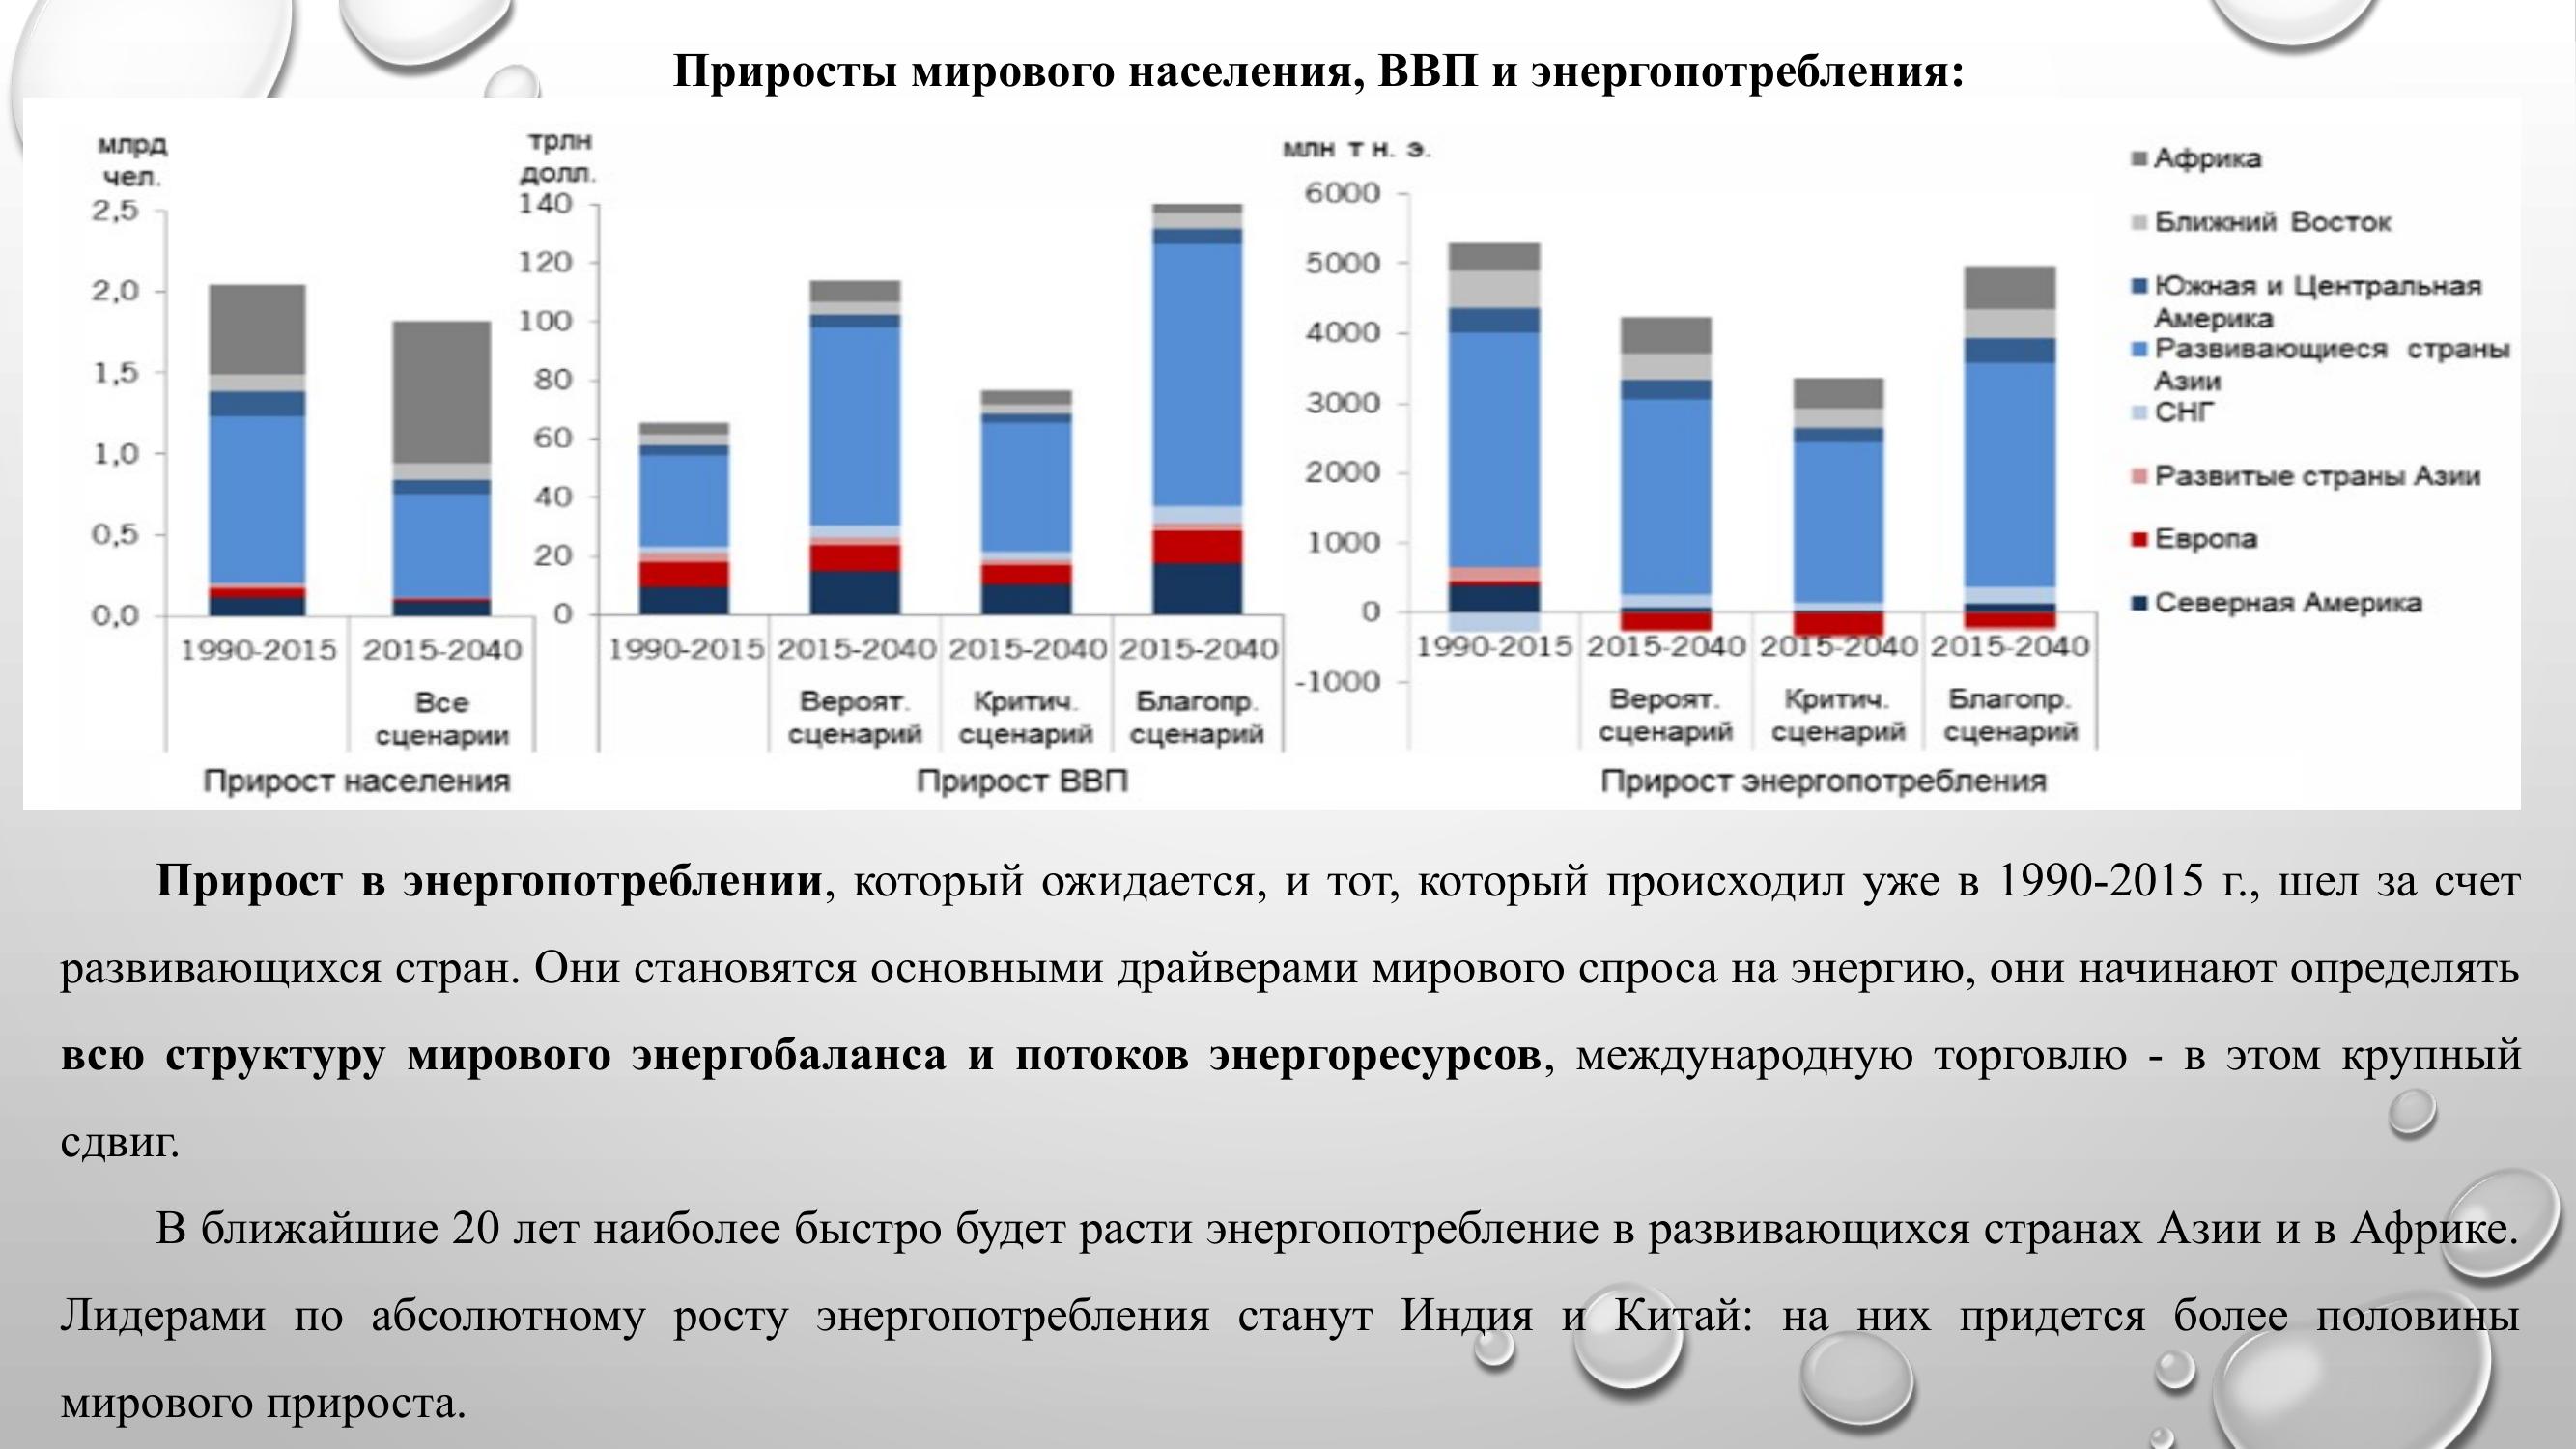 Приросты мирового населения, ВВП и энергопотребления:
млрд
чел.
2,5
2,0
1,5
1,0
0,5
0,0
1990-2015 2015-2040
Все
сценарии
Прирост населения
трлн
долл.
140
120
100
80
60
40
20
0
1990-2015 2015-2040 2015-2040 2015-2040
Вероят. Критич. Благопр.
сценарий сценарий сценарий
Прирост ВВП
млн т н. э.
6000
5000
4000
3000
2000
1000
0
-1000
1990-2015 2015-2040 2015-2040 2015-2040
Вероят. Критич. Благопр.
сценарий сценарий сценарий
Прирост энергопотребления
Африка
Ближний Восток
Южная и Центральная
Америка
Развивающиеся страны
Азии
СНГ
Развитые страны Азии
Европа
Северная Америка
Прирост в энергопотреблении, который ожидается, и тот, который происходил уже в 1990-2015 г., шел за счет
развивающихся стран. Они становятся основными драйверами мирового спроса на энергию, они начинают определять
всю структуру мирового энергобаланса и потоков энергоресурсов, международную торговлю - в этом крупный
сдвиг.
В ближайшие 20 лет наиболее быстро будет расти энергопотребление в развивающихся странах Азии и в Африке.
Лидерами по абсолютному росту энергопотребления станут Индия и Китай: на них придется более половины
мирового прироста.